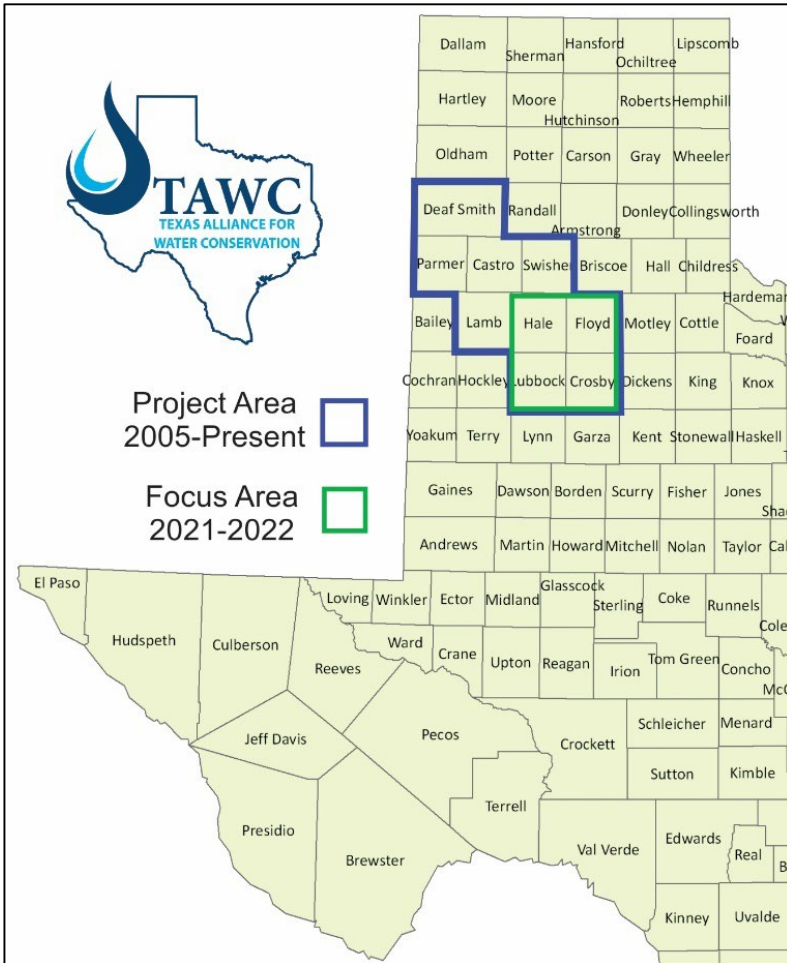 Dallam Sherman Hansford Ochiltree Lipscomb
Hartley Moore Hutchinson Roberts Hemphill
Oldham Potter Carson Gray Wheeler
TAWC
TEXAS ALLIANCE FOR
WATER CONSERVATION
Deaf Smith Randall Armstrong Donley Collingsworth
Parmer Castro Swisher Briscoe Hall Childress
Hardeman
Bailey Lamb Hale Floyd Motley Cottle Foard
Project Area
2005-Present
Cochran Hockley Lubbock Crosby Dickens King Knox
Yoakum Terry Lynn Garza Kent Stonewall Haskell
Focus Area
2021-2022
Gaines Dawson Borden Scurry Fisher Jones
Andrews Martin Howard Mitchell Nolan Taylor
El Paso Loving Winkler Ector Midland Glasscock Sterling Coke Runnels
Hudspeth Culberson Reeves Ward Crane Upton Reagan Irion Tom Green Concho
Jeff Davis Pecos Crockett Schleicher Menard
Sutton Kimble
Presidio Brewster Terrell Val Verde Edwards Real
Kinney Uvalde